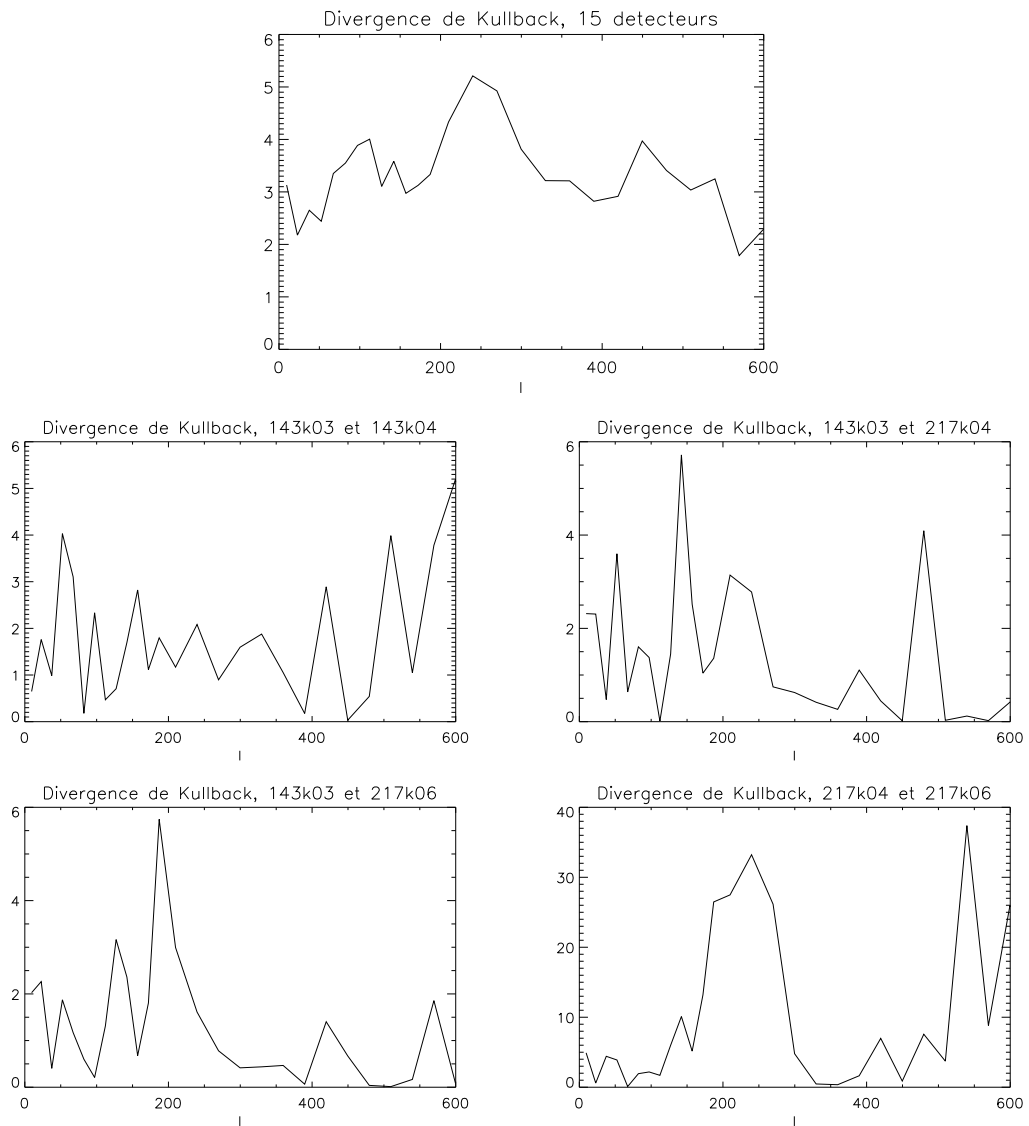 Divergence de Kullback, 15 detecteurs
6
5
4
3
2
1
0
0 200 400 600
l
Divergence de Kullback, 143k03 et 143k04
6
5
4
3
2
1
0
0 200 400 600
l
Divergence de Kullback, 143k03 et 217k04
6
4
2
0
0 200 400 600
l
Divergence de Kullback, 143k03 et 217k06
6
4
2
0
0 200 400 600
l
Divergence de Kullback, 217k04 et 217k06
40
30
20
10
0
0 200 400 600
l